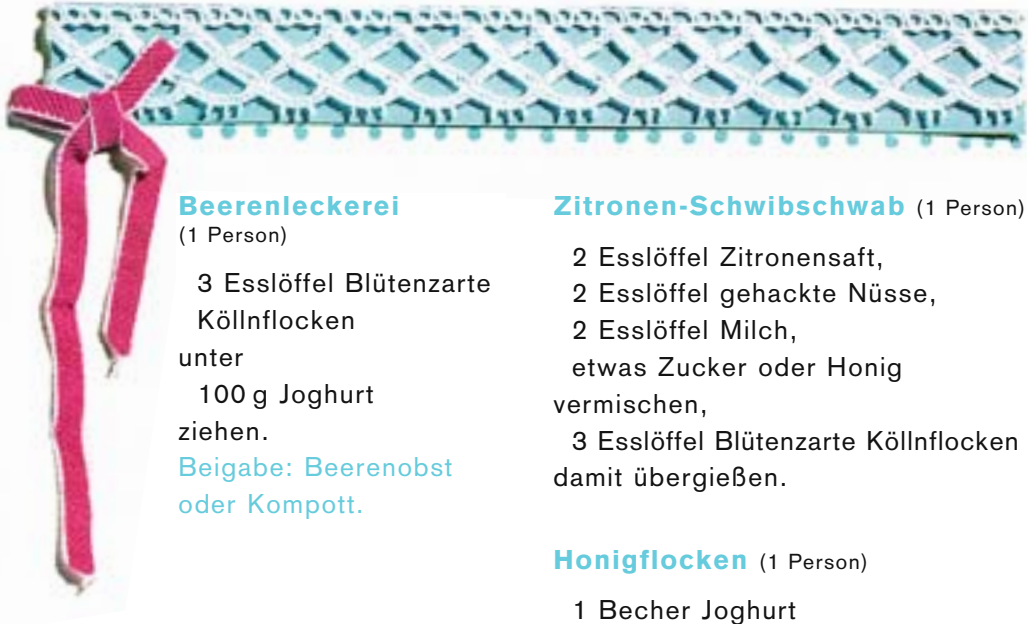 Beerenleckerei
(1 Person)
3 Esslöffel Blütenzarte
Köllnflocken
unter
100 g Joghurt
ziehen.
Beigabe: Beerenobst
oder Kompott.
Zitronen-Schwibschwab (1 Person)
2 Esslöffel Zitronensaft,
2 Esslöffel gehackte Nüsse,
2 Esslöffel Milch,
etwas Zucker oder Honig
vermischen,
3 Esslöffel Blütenzarte Köllnflocken
damit übergießen.
Honigflocken (1 Person)
1 Becher Joghurt